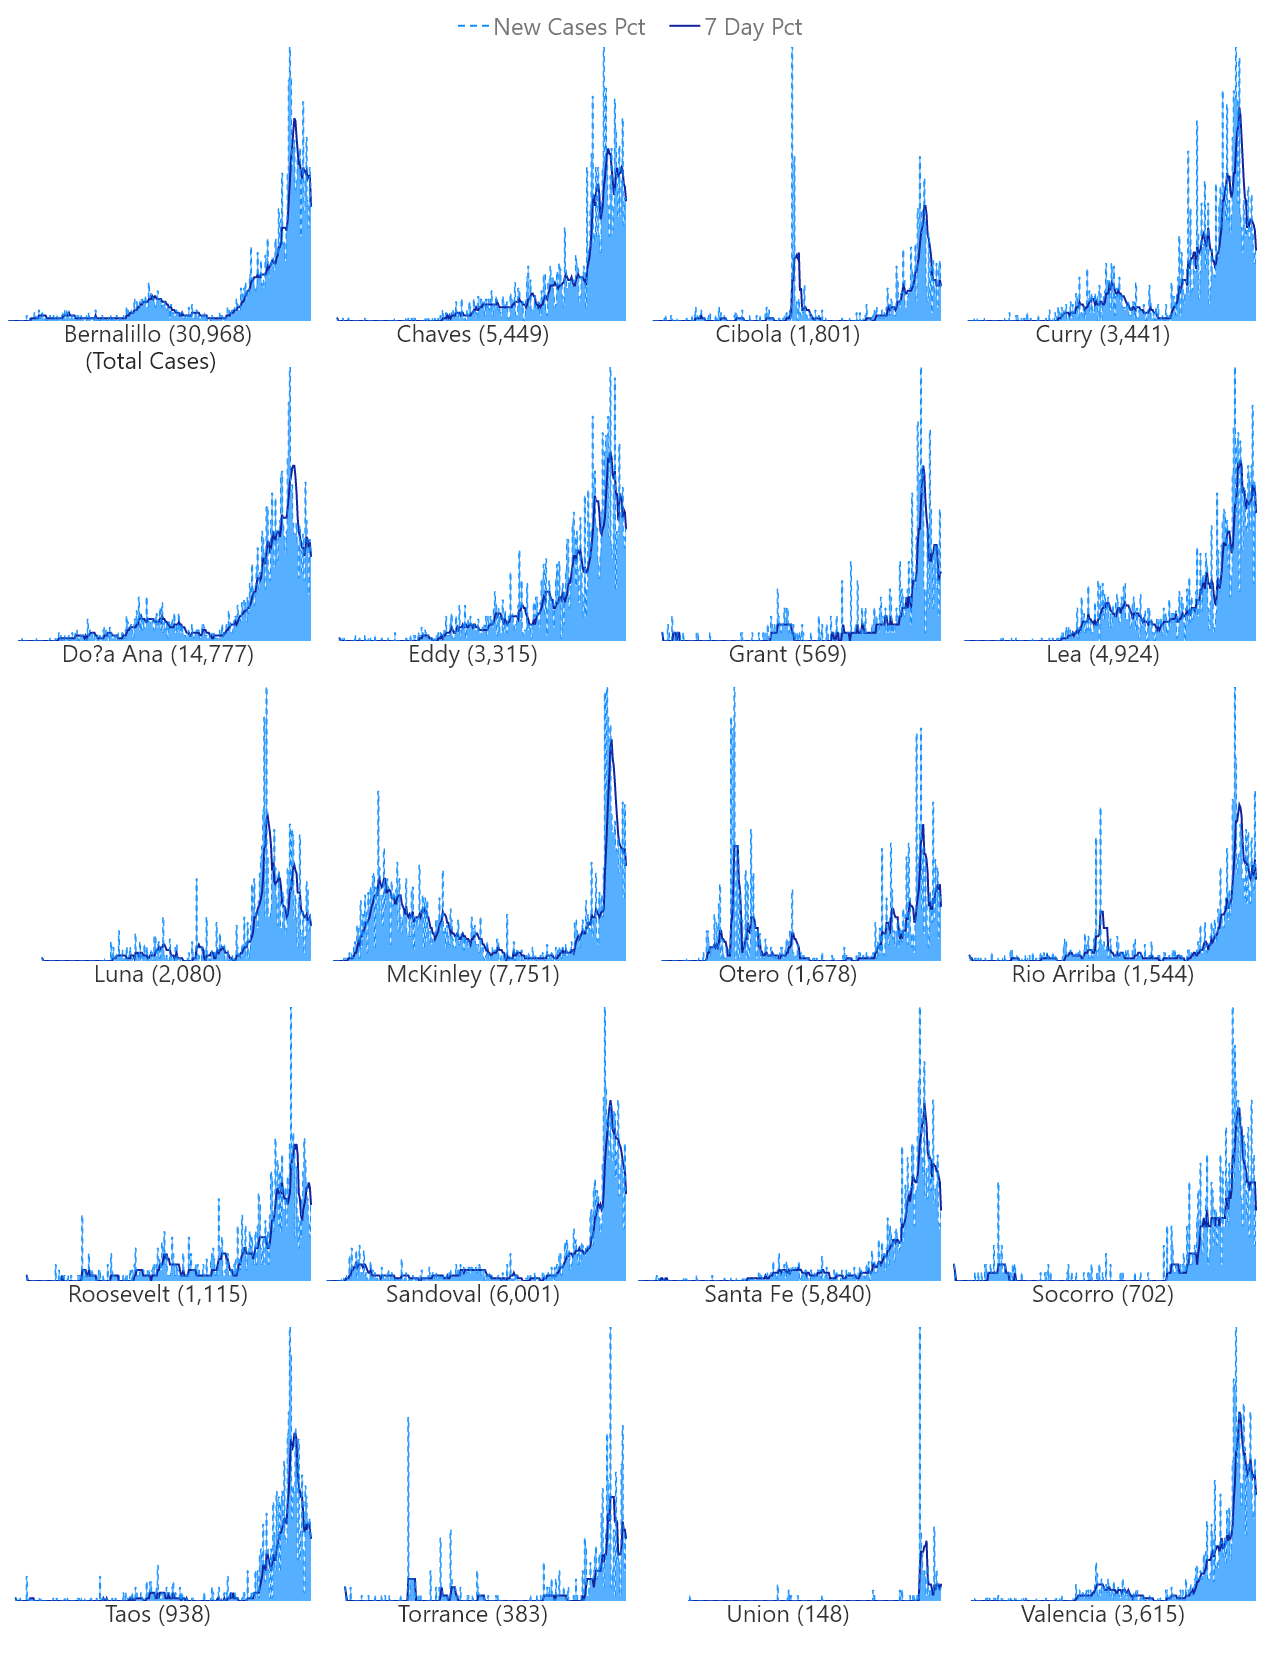 New Cases Pct 7 Day Pct
Bernalillo (30,968)
(Total Cases)
Chaves (5,449)
Cibola (1,801)
Curry (3,441)
Do?a Ana (14,777)
Eddy (3,315)
Grant (569)
Lea (4,924)
Luna (2,080)
McKinley (7,751)
Otero (1,678)
Rio Arriba (1,544)
Roosevelt (1,115)
Sandoval (6,001)
Santa Fe (5,840)
Socorro (702)
Taos (938)
Torrance (383)
Union (148)
Valencia (3,615)